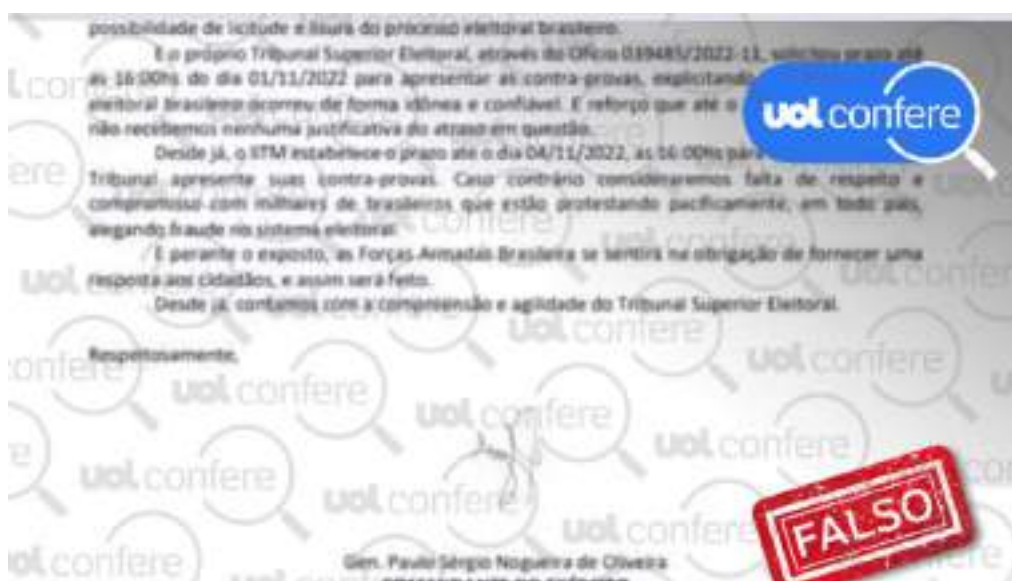 possibilidade de licitude e lisura do processo eleitoral brasileiro.
E o próprio Tribunal Superior Eleitoral, através do Ofício 039485/2022-11, solicitou prazo até
as 16:00hs do dia 01/11/2022 para apresentar as contra-provas, explicitando
eleitoral brasileiro ocorreu de forma idônea e confiável. E reforço que até o
não recebemos nenhuma justificativa do atraso em questão.
Desde já, o IITM estabelece o prazo até o dia 04/11/2022, as 16:00hs para
Tribunal apresente suas contra-provas. Caso contrário consideraremos falta de respeito e
compromisso com milhares de brasileiros que estão protestando pacificamente, em todo país,
alegando fraude no sistema eleitoral.
E perante o exposto, as Forças Armadas Brasileira se sentirá na obrigação de fornecer uma
resposta aos cidadãos, e assim será feito.
Desde já, contamos com a compreensão e agilidade do Tribunal Superior Eleitoral.
Respeitosamente,
Gen. Paulo Sérgio Nogueira de Oliveira
COMANDANTE DO EXÉRCITO
uol confere
FALSO